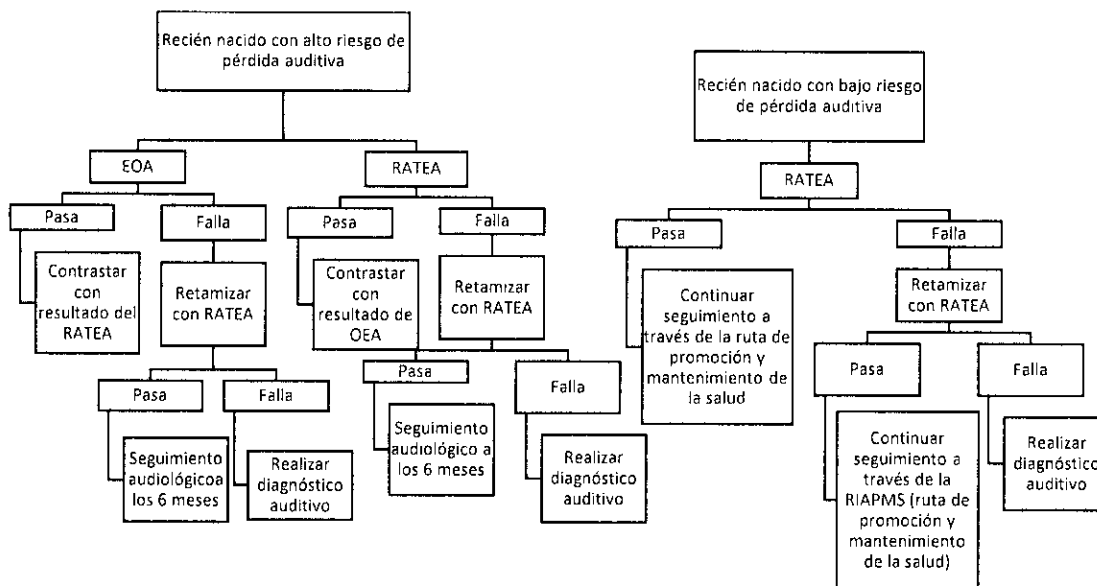 Recién nacido con alto riesgo de
pérdida auditiva
EOA
Pasa
Contrastar
con
resultado del
RATEA
Falla
Retamizar
con RATEA
Pasa
Seguimiento
audiológicoa
los 6 meses
Falla
Realizar
diagnóstico
auditivo
RATEA
Pasa
Contrastar
con
resultado de
OEA
Falla
Retamizar
con RATEA
Pasa
Seguimiento
audiológico a
los 6 meses
Falla
Realizar
diagnóstico
auditivo
Recién nacido con bajo riesgo
de pérdida auditiva
RATEA
Pasa
Continuar
seguimiento a
través de la ruta de
promoción y
mantenimiento de
la salud
Falla
Retamizar
con RATEA
Pasa
Continuar
seguimiento a
través de la
RIAPMS (ruta de
promoción y
mantenimiento
de la salud)
Falla
Realizar
diagnóstico
auditivo